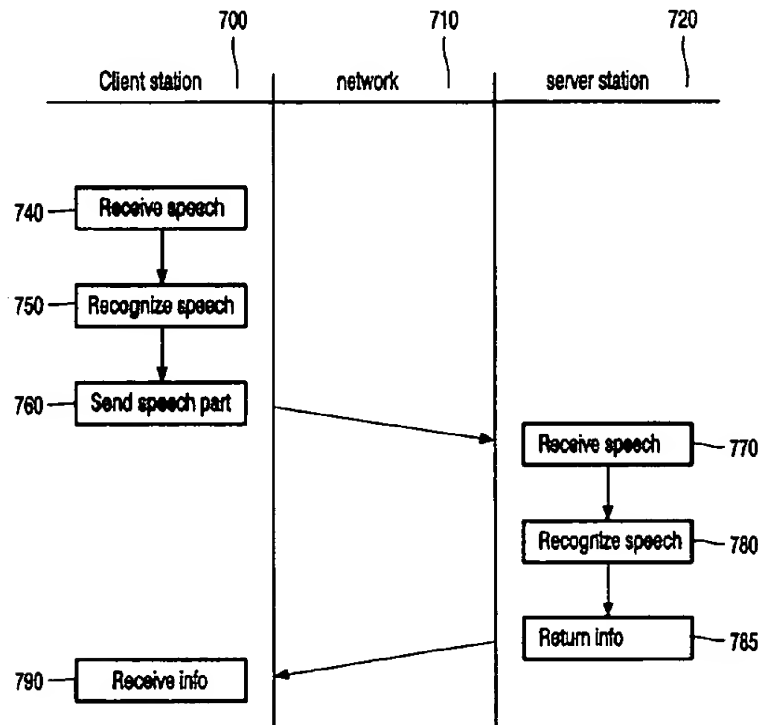 700
710
720
Client station
network
server station
740
Receive speech
750
Recognize speech
760
Send speech part
Receive speech
770
Recognize speech
780
Return info
785
790
Receive info